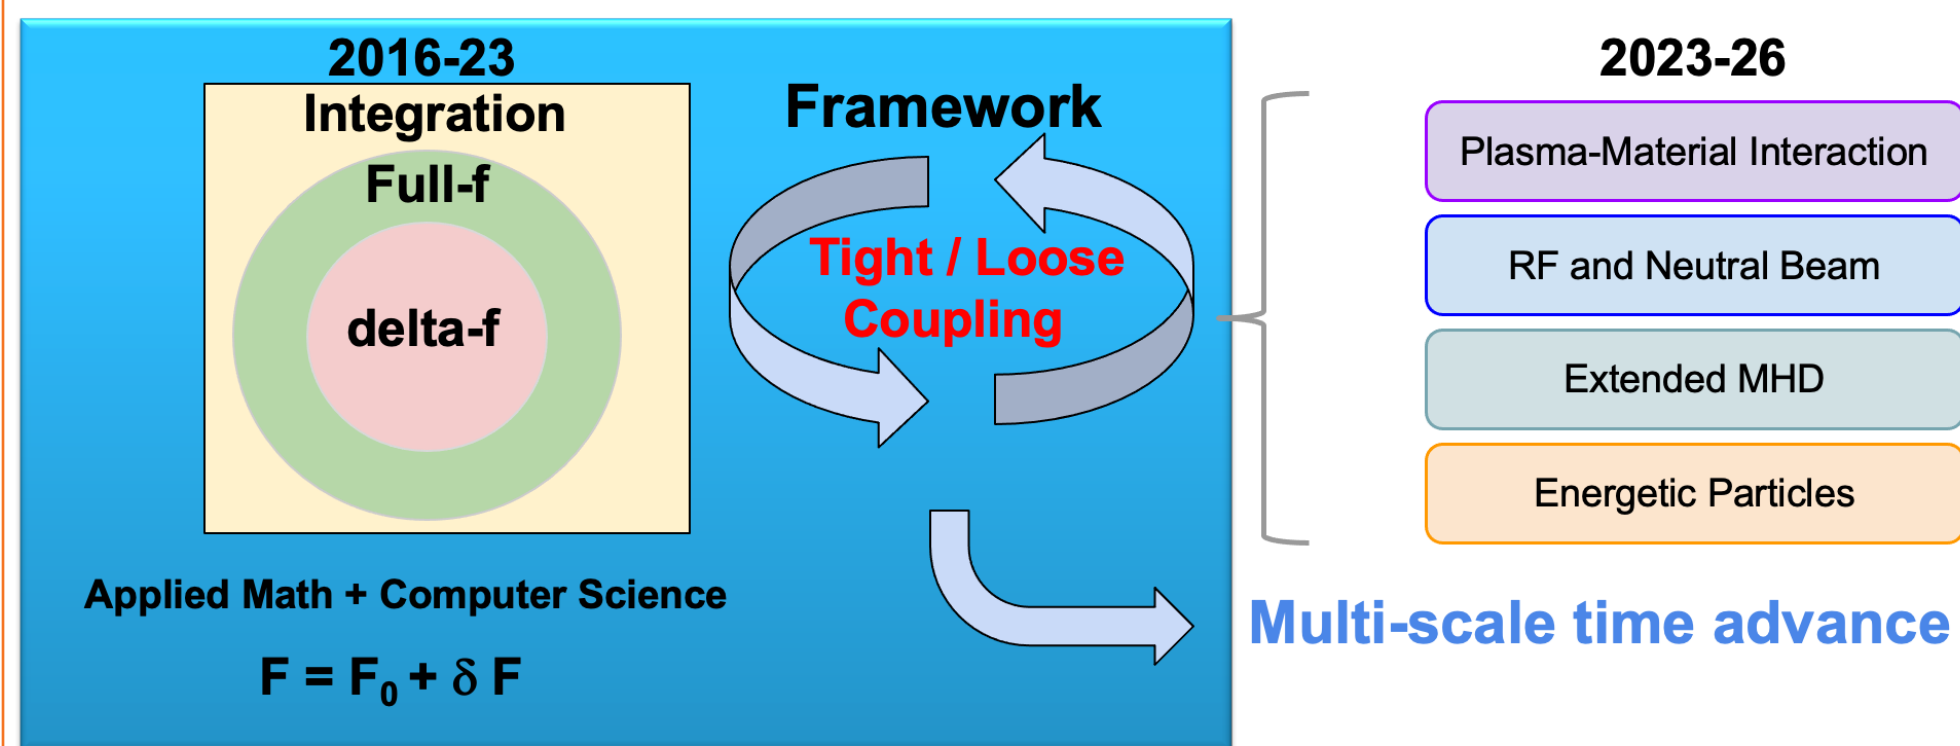 2016-23
Integration
Full-f
delta-f
Applied Math + Computer Science
F = F₀ + δ F
Framework
Tight / Loose
Coupling
2023-26
Plasma-Material Interaction
RF and Neutral Beam
Extended MHD
Energetic Particles
Multi-scale time advance